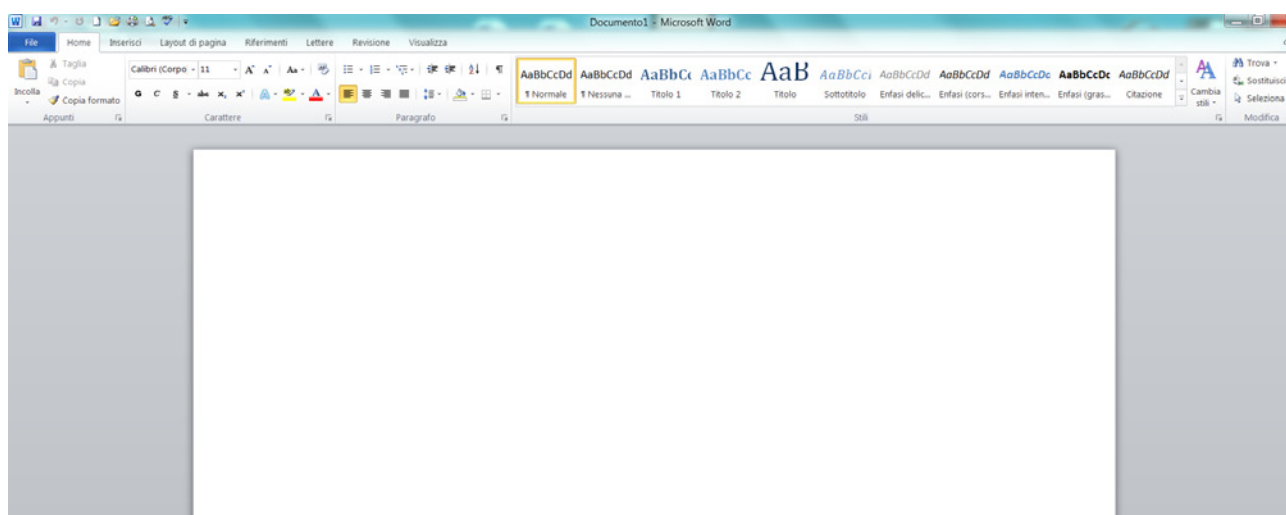 Documento1 - Microsoft Word
File Home Inserisci Layout di pagina Riferimenti Lettere Revisione Visualizza
Incolla
Taglia
Copia
Copia formato
Appunti
Calibri (Corpo 11
G C S abc x, x²
Carattere
Paragrafo
AaBbCcDd AaBbCcDd AaBbCc AaBbCc AaB AaBbCci AaBbCcDd AaBbCcDd AaBbCcDc AaBbCcDc AaBbCcDd
¶ Normale ¶ Nessuna ... Titolo 1 Titolo 2 Titolo Sottotitolo Enfasi delic... Enfasi (cors... Enfasi inten... Enfasi (gras... Citazione
Stili
Cambia
stili
Trova
Sostituisci
Seleziona
Modifica